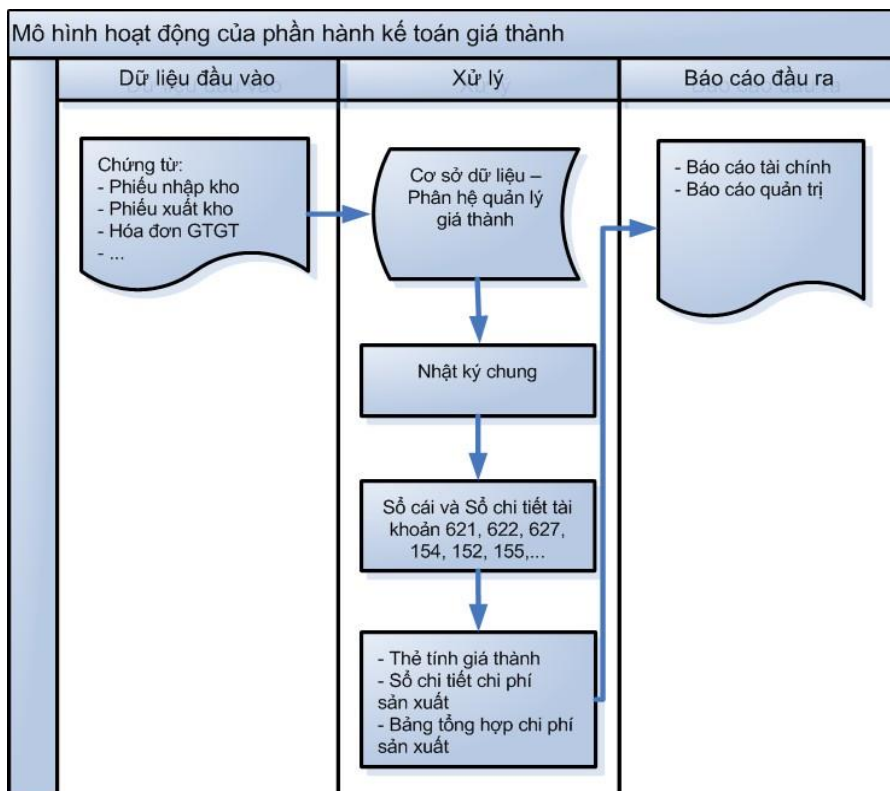 Mô hình hoạt động của phần hành kế toán giá thành
Dữ liệu đầu vào
Xử lý
Báo cáo đầu ra
Chứng từ:
- Phiếu nhập kho
- Phiếu xuất kho
- Hóa đơn GTGT
- ...
Cơ sở dữ liệu –
Phân hệ quản lý
giá thành
Nhật ký chung
Sổ cái và Sổ chi tiết tài
khoản 621, 622, 627,
154, 152, 155,...
- Thẻ tính giá thành
- Sổ chi tiết chi phí
sản xuất
- Bảng tổng hợp chi phí
sản xuất
- Báo cáo tài chính
- Báo cáo quản trị